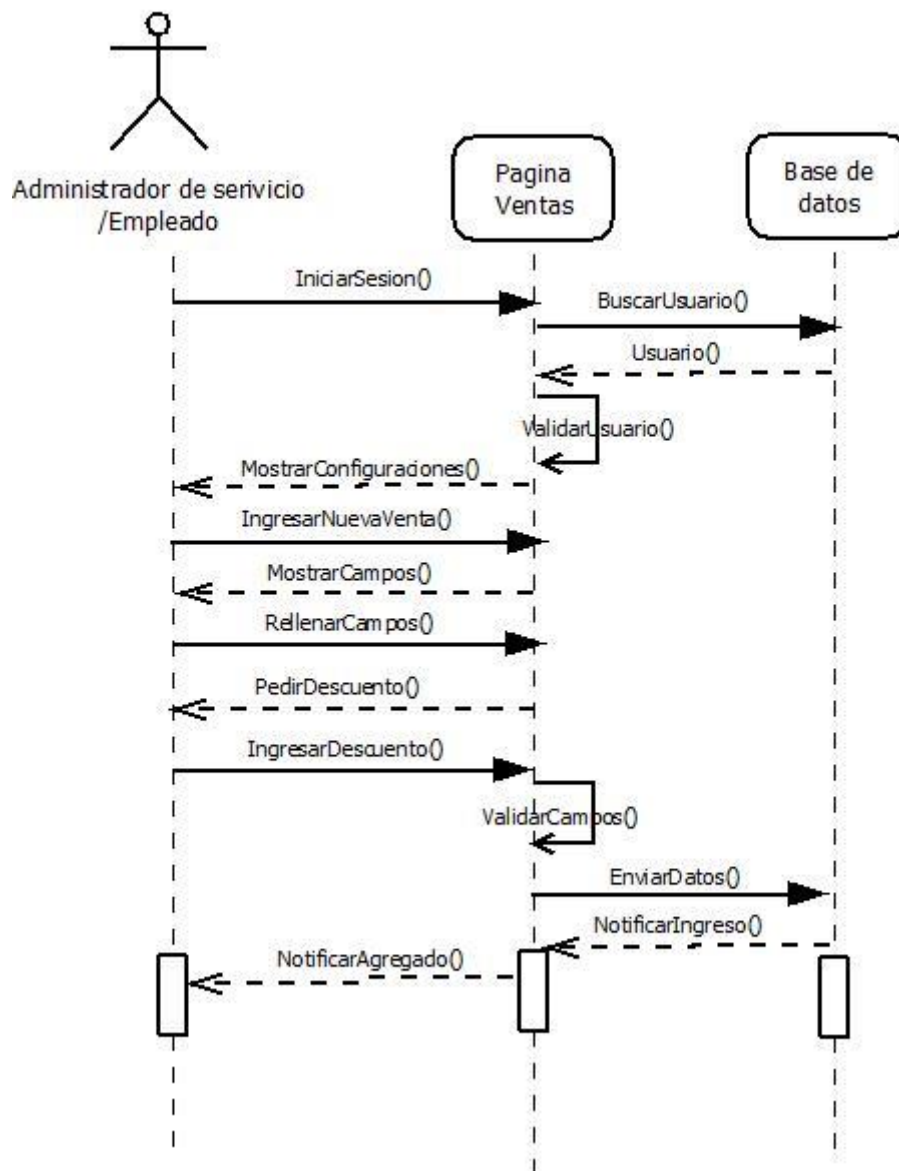 Administrador de serivicio
/Empleado
Pagina
Ventas
Base de
datos
IniciarSesion()
BuscarUsuario()
Usuario()
ValidarUsuario()
MostrarConfiguraciones()
IngresarNuevaVenta()
MostrarCampos()
RellenarCampos()
PedirDescuento()
IngresarDescuento()
ValidarCampos()
EnviarDatos()
NotificarIngreso()
NotificarAgregado()